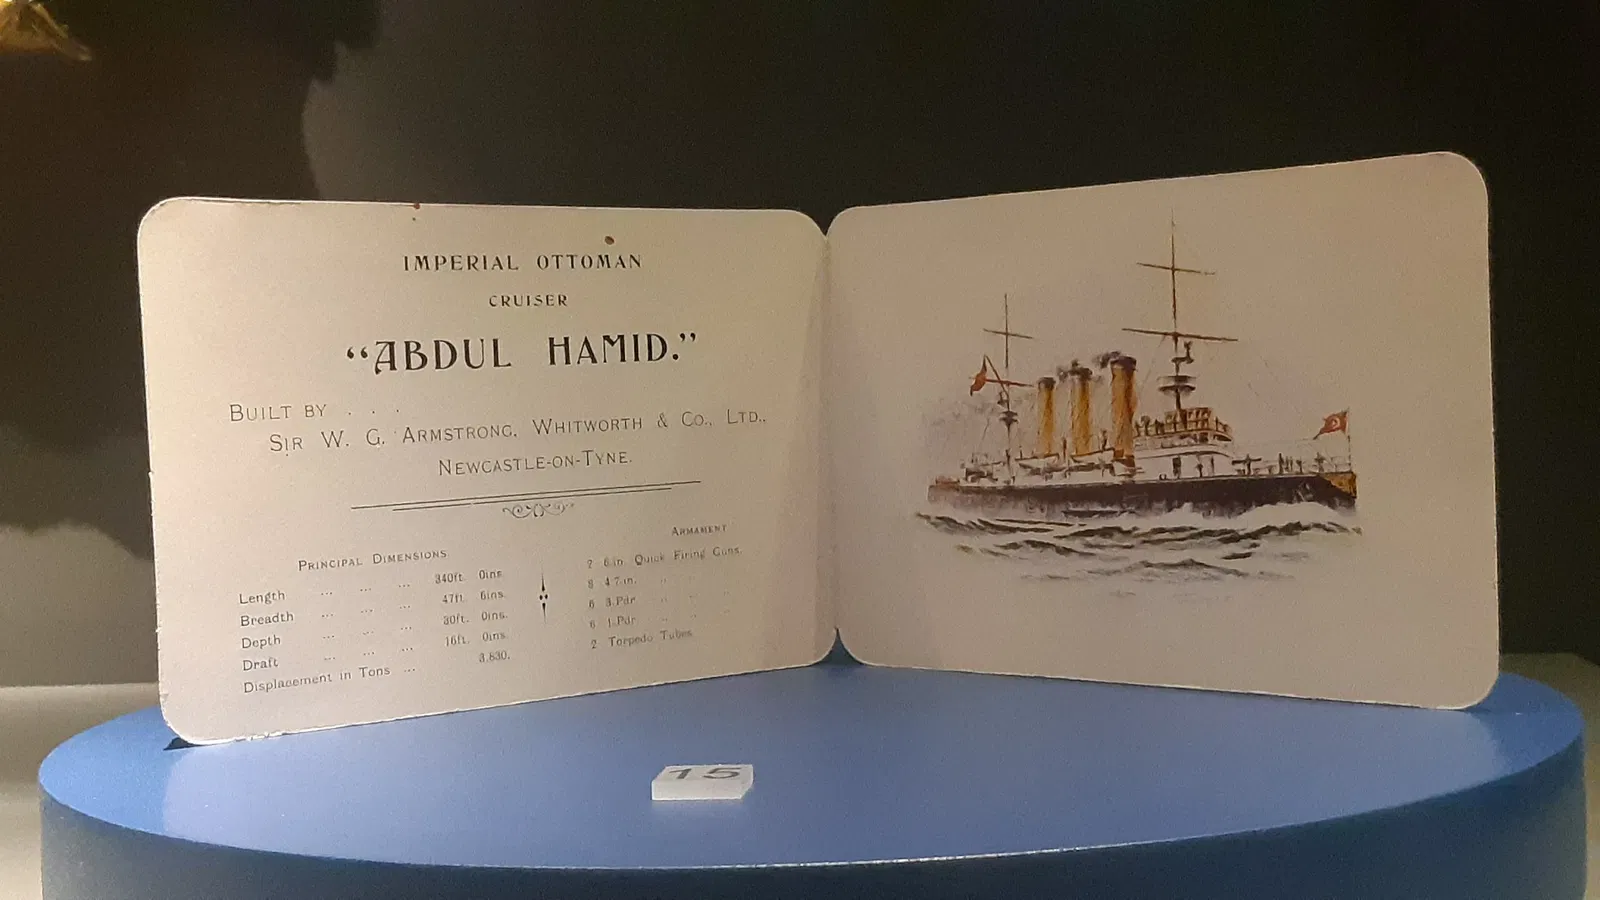 IMPERIAL OTTOMAN
CRUISER
“ABDUL HAMID.”
BUILT BY . . .
SIR W. G. ARMSTRONG, WHITWORTH & CO., LTD.,
NEWCASTLE-ON-TYNE.
PRINCIPAL DIMENSIONS
Length ... ... ... 340ft. 0ins.
Breadth ... ... ... 47ft. 6ins.
Depth ... ... ... 30ft. 0ins.
Draft ... ... ... 16ft. 0ins.
Displacement in Tons ... 3,830.
ARMAMENT
2 6 in. Quick Firing Guns.
8 4.7 in. " " "
6 3-Pdr " " "
6 1-Pdr " " "
2 Torpedo Tubes.
15